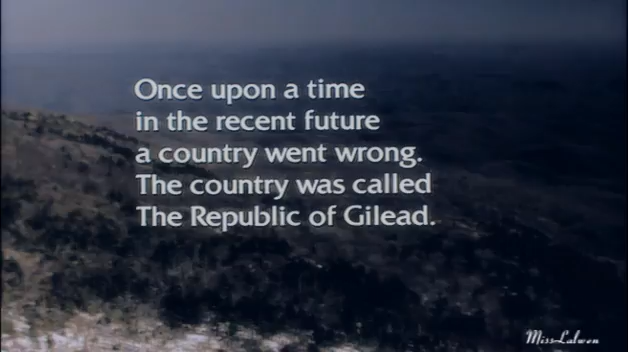 Once upon a time
in the recent future
a country went wrong.
The country was called
The Republic of Gilead.
Miss-Lalwen